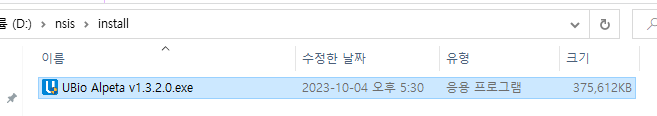 (D:) › nsis › install
이름 수정한 날짜 유형 크기
UBio Alpeta v1.3.2.0.exe 2023-10-04 오후 5:30 응용 프로그램 375,612KB